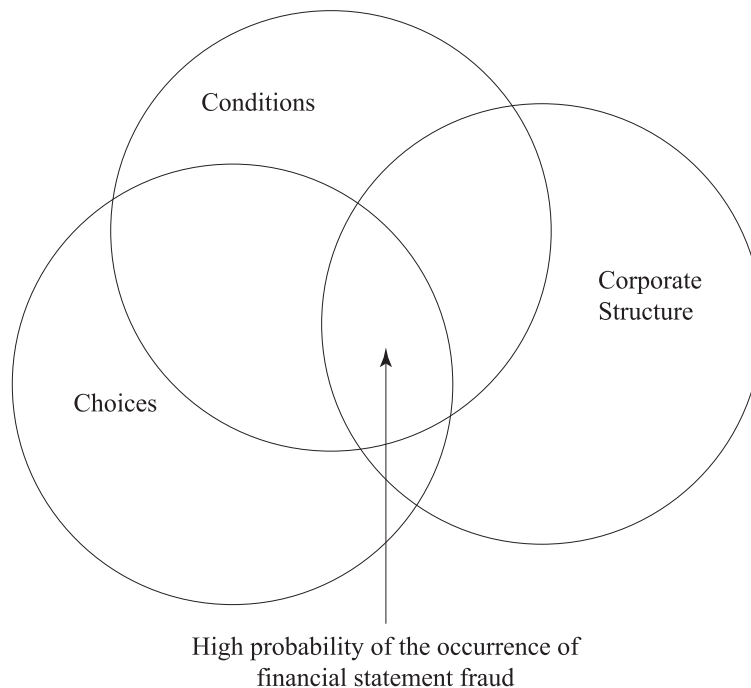 Conditions
Corporate
Structure
Choices
High probability of the occurrence of
financial statement fraud